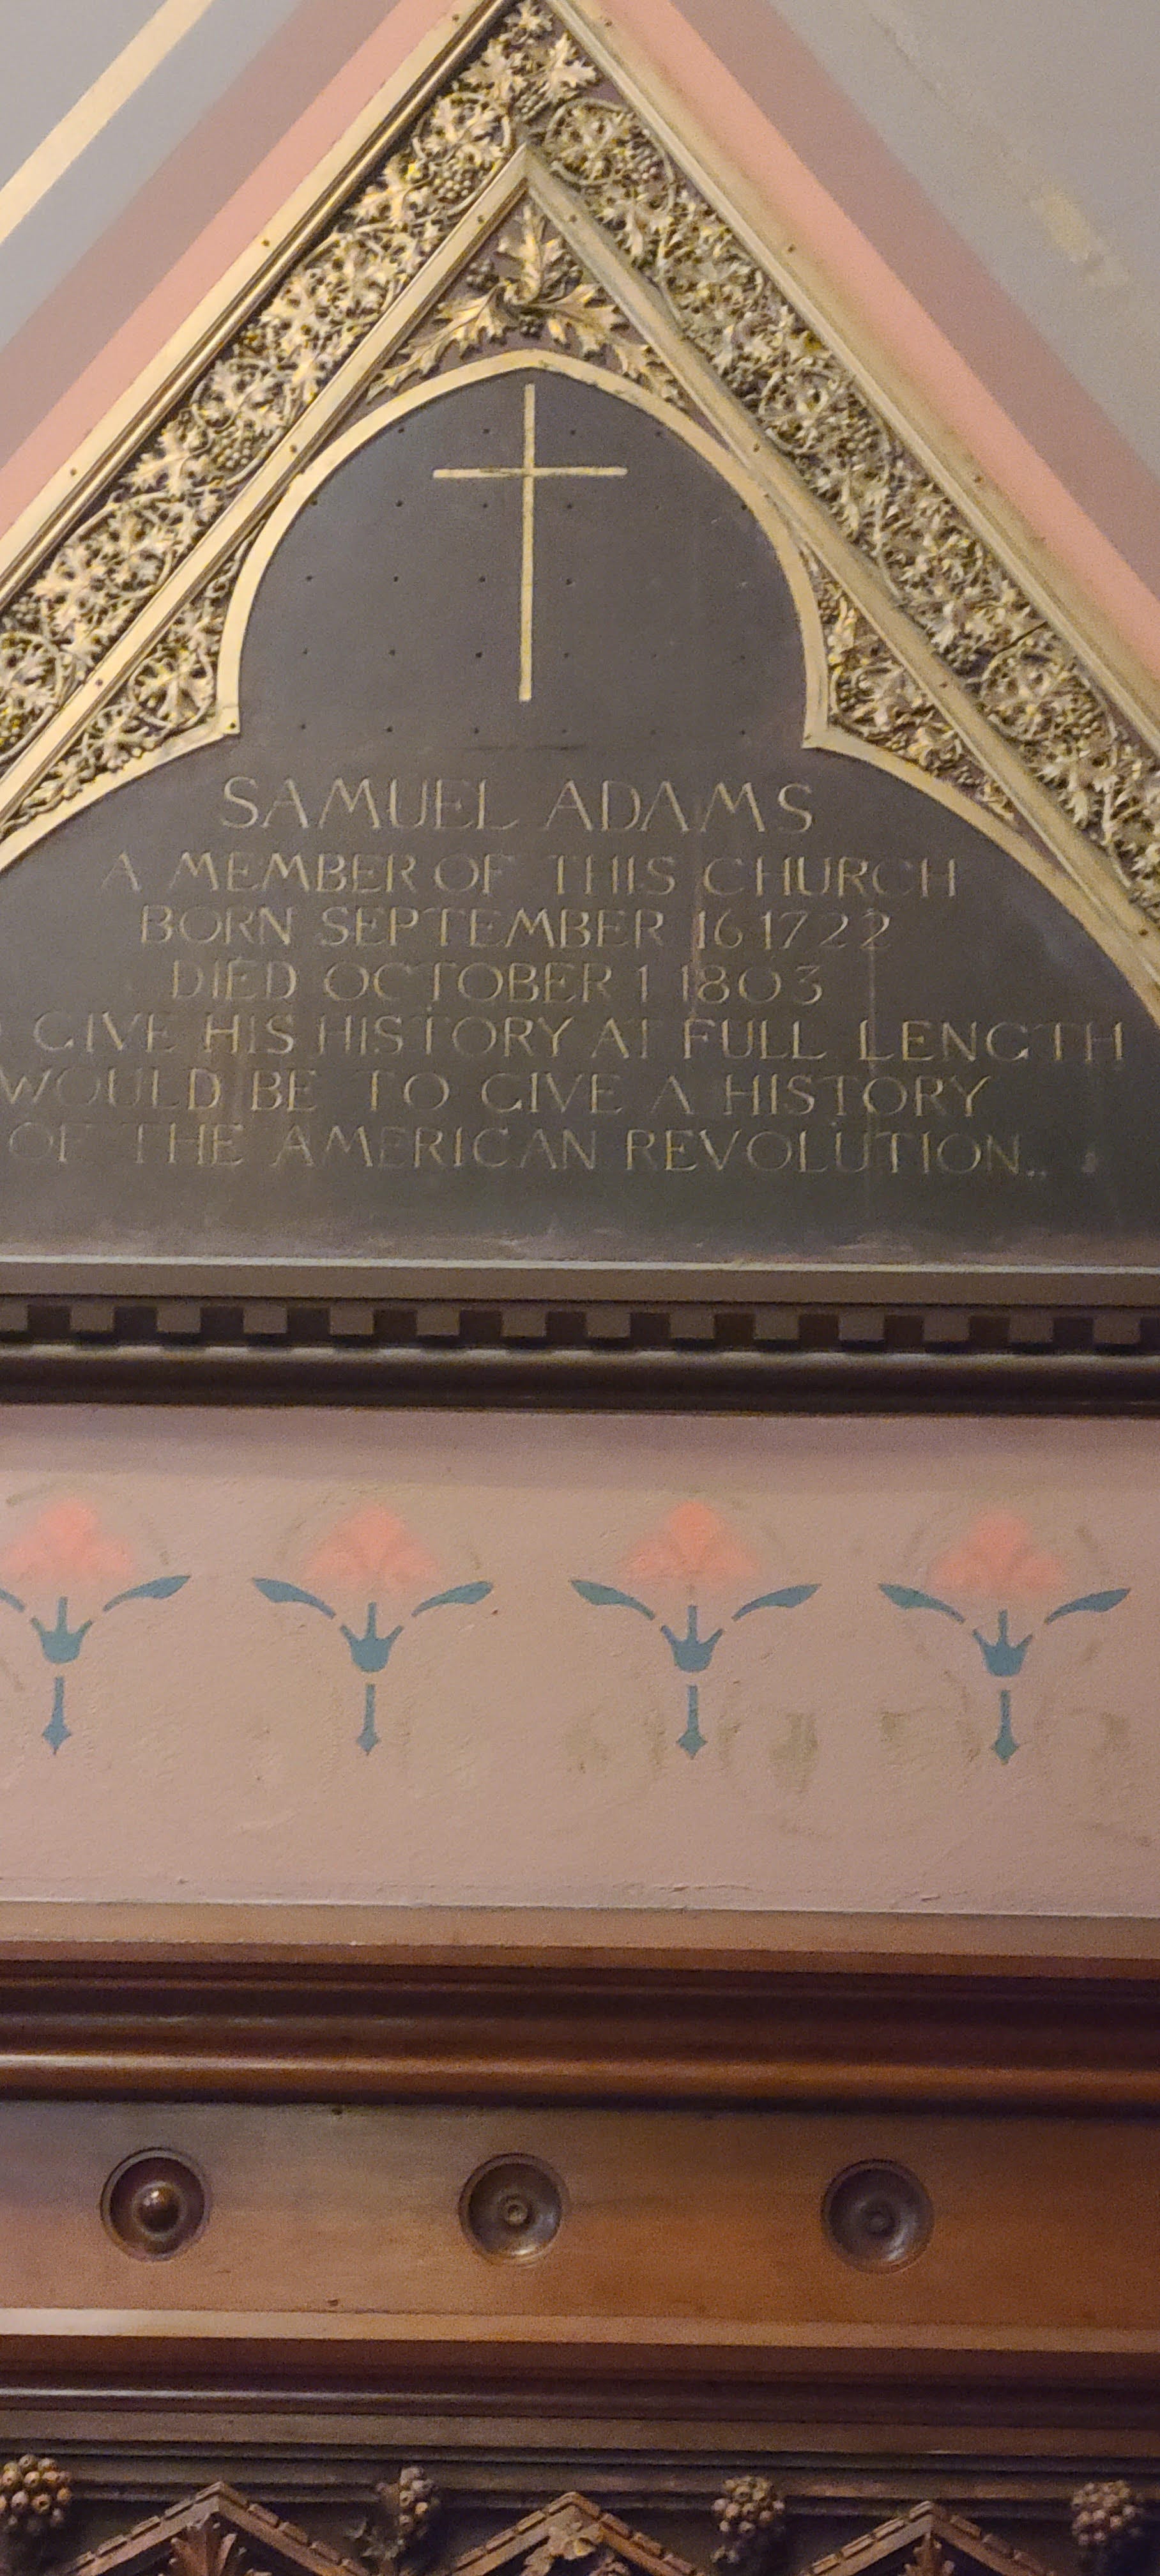 SAMUEL ADAMS
A MEMBER OF THIS CHURCH
BORN SEPTEMBER 16 1722
DIED OCTOBER 1 1803
GIVE HIS HISTORY AT FULL LENGTH
WOULD BE TO GIVE A HISTORY
OF THE AMERICAN REVOLUTION„